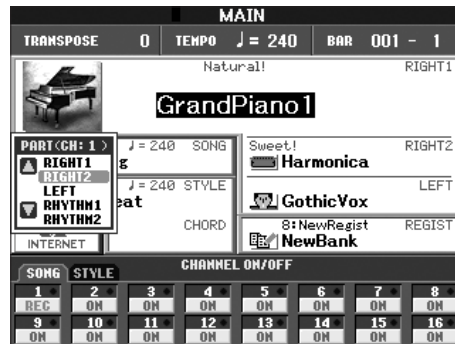 MAIN
TRANSPOSE 0 TEMPO ♩= 240 BAR 001 - 1
Natural! RIGHT1
GrandPiano1
PART(CH: 1 )
RIGHT1
RIGHT2
LEFT
RHYTHM1
RHYTHM2
♩= 240 SONG
g
♩= 240 STYLE
eat
CHORD
Sweet! RIGHT2
Harmonica
LEFT
GothicVox
8:NewRegist REGIST
NewBank
INTERNET
SONG STYLE CHANNEL ON/OFF
1 2 3 4 5 6 7 8
REC ON ON ON ON ON ON ON
9 10 11 12 13 14 15 16
ON ON ON ON ON ON ON ON